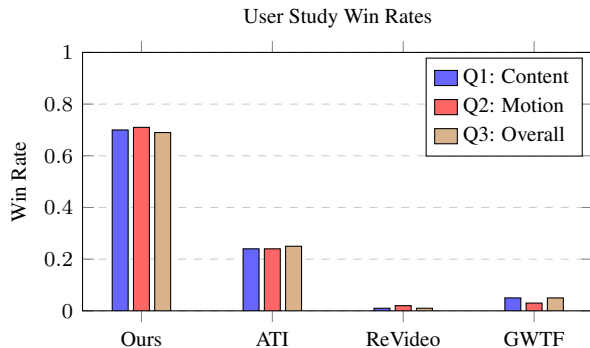 User Study Win Rates
1
0.8
0.6
0.4
0.2
0
Win Rate
Q1: Content
Q2: Motion
Q3: Overall
Ours ATI ReVideo GWTF